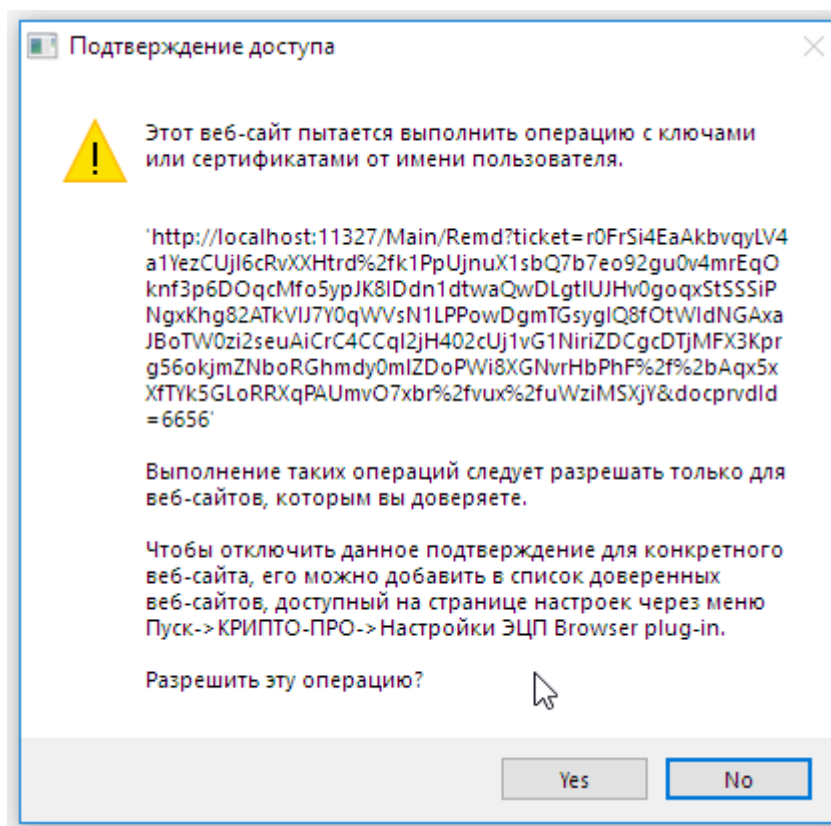 Подтверждение доступа
Этот веб-сайт пытается выполнить операцию с ключами
или сертификатами от имени пользователя.
'http://localhost:11327/Main/Remd?ticket=r0FrSi4EaAkbvqyLV4
a1YezCUjI6cRvXXHtrd%2fk1PpUjnuX1sbQ7b7eo92gu0v4mrEqO
knf3p6DOqcMfo5ypJK8IDdn1dtwaQwDLgtIUJHv0goqxStSSSiP
NgxKhg82ATkVIJ7Y0qWVsN1LPPowDgmTGsygIQ8fOtWIdNGAxa
JBoTW0zi2seuAiCrC4CCqI2jH402cUj1vG1NiriZDCgcDTjMFX3Kpr
g56okjmZNboRGhmdy0mIZDoPWi8XGNvrHbPhF%2f%2bAqx5x
XfTYk5GLoRRXqPAUmvO7xbr%2fvux%2fuWziMSXjY&docprvdId
=6656'
Выполнение таких операций следует разрешать только для
веб-сайтов, которым вы доверяете.
Чтобы отключить данное подтверждение для конкретного
веб-сайта, его можно добавить в список доверенных
веб-сайтов, доступный на странице настроек через меню
Пуск->КРИПТО-ПРО->Настройки ЭЦП Browser plug-in.
Разрешить эту операцию?
Yes
No